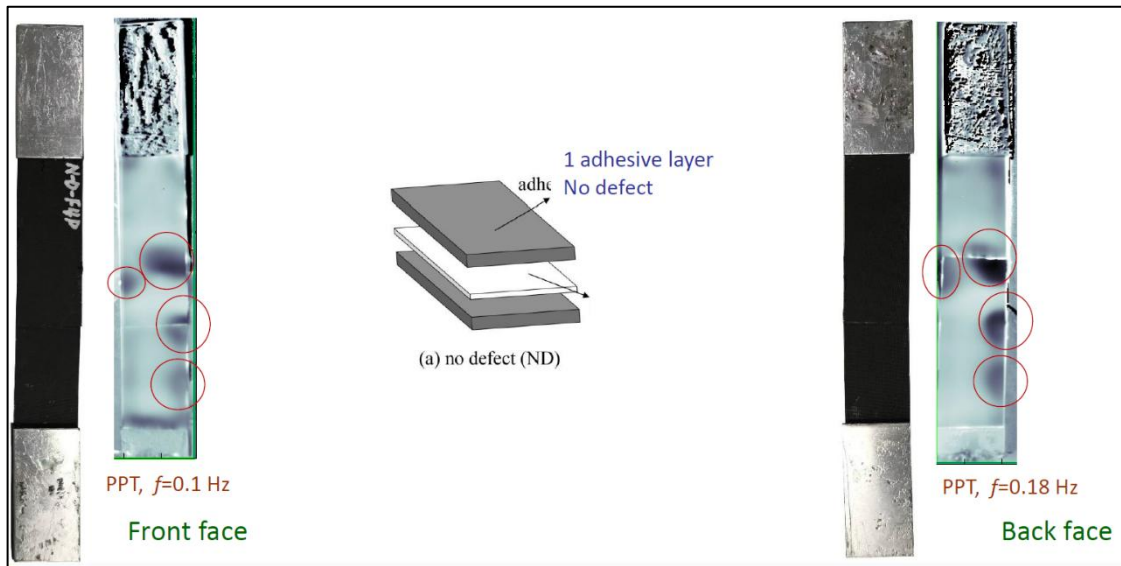 N-D-F4P
1 adhesive layer
adhe
No defect
(a) no defect (ND)
PPT, f=0.1 Hz
Front face
PPT, f=0.18 Hz
Back face